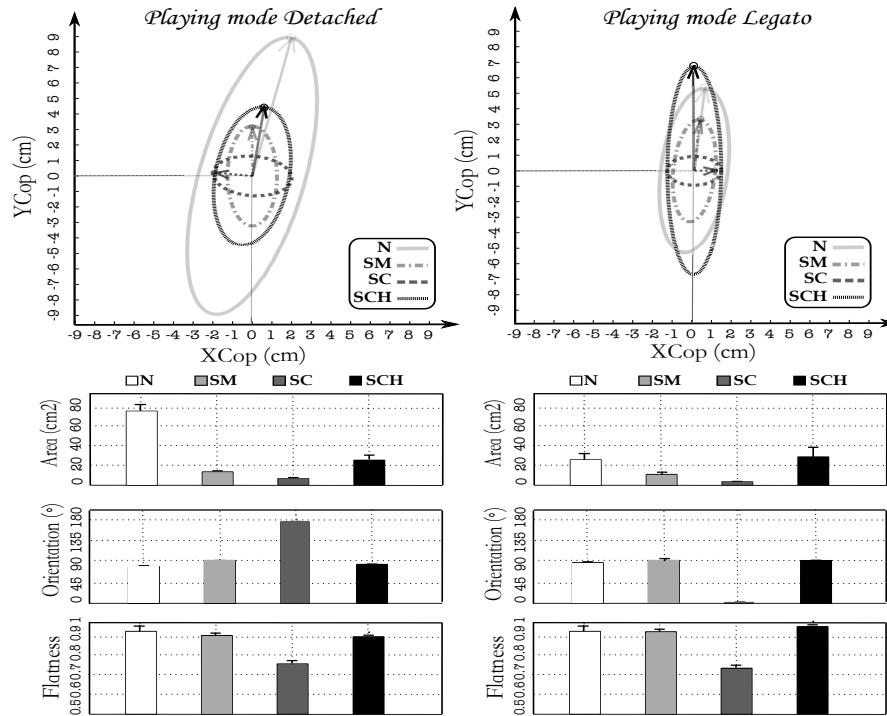 Playing mode Detached
Playing mode Legato
YCop (cm)
-9 -8 -7 -6 -5 -4 -3 -2 -1 0 1 2 3 4 5 6 7 8 9
N
SM
SC
SCH
-9 -8 -7 -6 -5 -4 -3 -2 -1 0 1 2 3 4 5 6 7 8 9
XCop (cm)
YCop (cm)
-9 -8 -7 -6 -5 -4 -3 -2 -1 0 1 2 3 4 5 6 7 8 9
N
SM
SC
SCH
-9 -8 -7 -6 -5 -4 -3 -2 -1 0 1 2 3 4 5 6 7 8 9
XCop (cm)
N SM SC SCH
Area (cm2)
0 20 40 60 80
Orientation (°)
0 45 90 135 180
Flatness
0.5 0.6 0.7 0.8 0.9 1
N SM SC SCH
Area (cm2)
0 20 40 60 80
Orientation (°)
0 45 90 135 180
Flatness
0.5 0.6 0.7 0.8 0.9 1